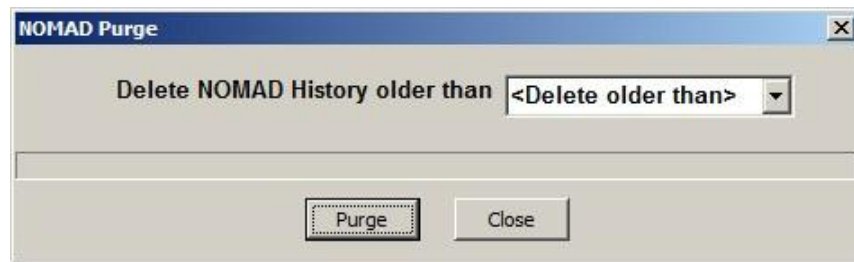 NOMAD Purge
Delete NOMAD History older than <Delete older than>
Purge Close